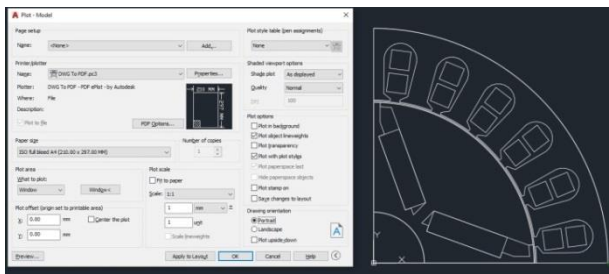 Plot - Model
Page setup
Name: <None> Add...
Printer/plotter
Name: DWG To PDF.pc3 Properties...
Plotter: DWG To PDF - PDF ePlot - by Autodesk
Where: File
Description:
Plot to file
PDF Options...
Paper size
ISO full bleed A4 (210.00 x 297.00 MM)
Number of copies
1
Plot area
What to plot:
Window Window<
Plot scale
Fit to paper
Scale: 1:1
1 mm =
1 unit
Scale lineweights
Plot offset (origin set to printable area)
X: 0.00 mm Center the plot
Y: 0.00 mm
Preview... Apply to Layout OK Cancel Help
Plot style table (pen assignments)
None
Shaded viewport options
Shade plot As displayed
Quality Normal
DPI 100
Plot options
Plot in background
Plot object lineweights
Plot transparency
Plot with plot styles
Plot paperspace last
Hide paperspace objects
Plot stamp on
Save changes to layout
Drawing orientation
Portrait
Landscape
Plot upside-down
A
Y
X